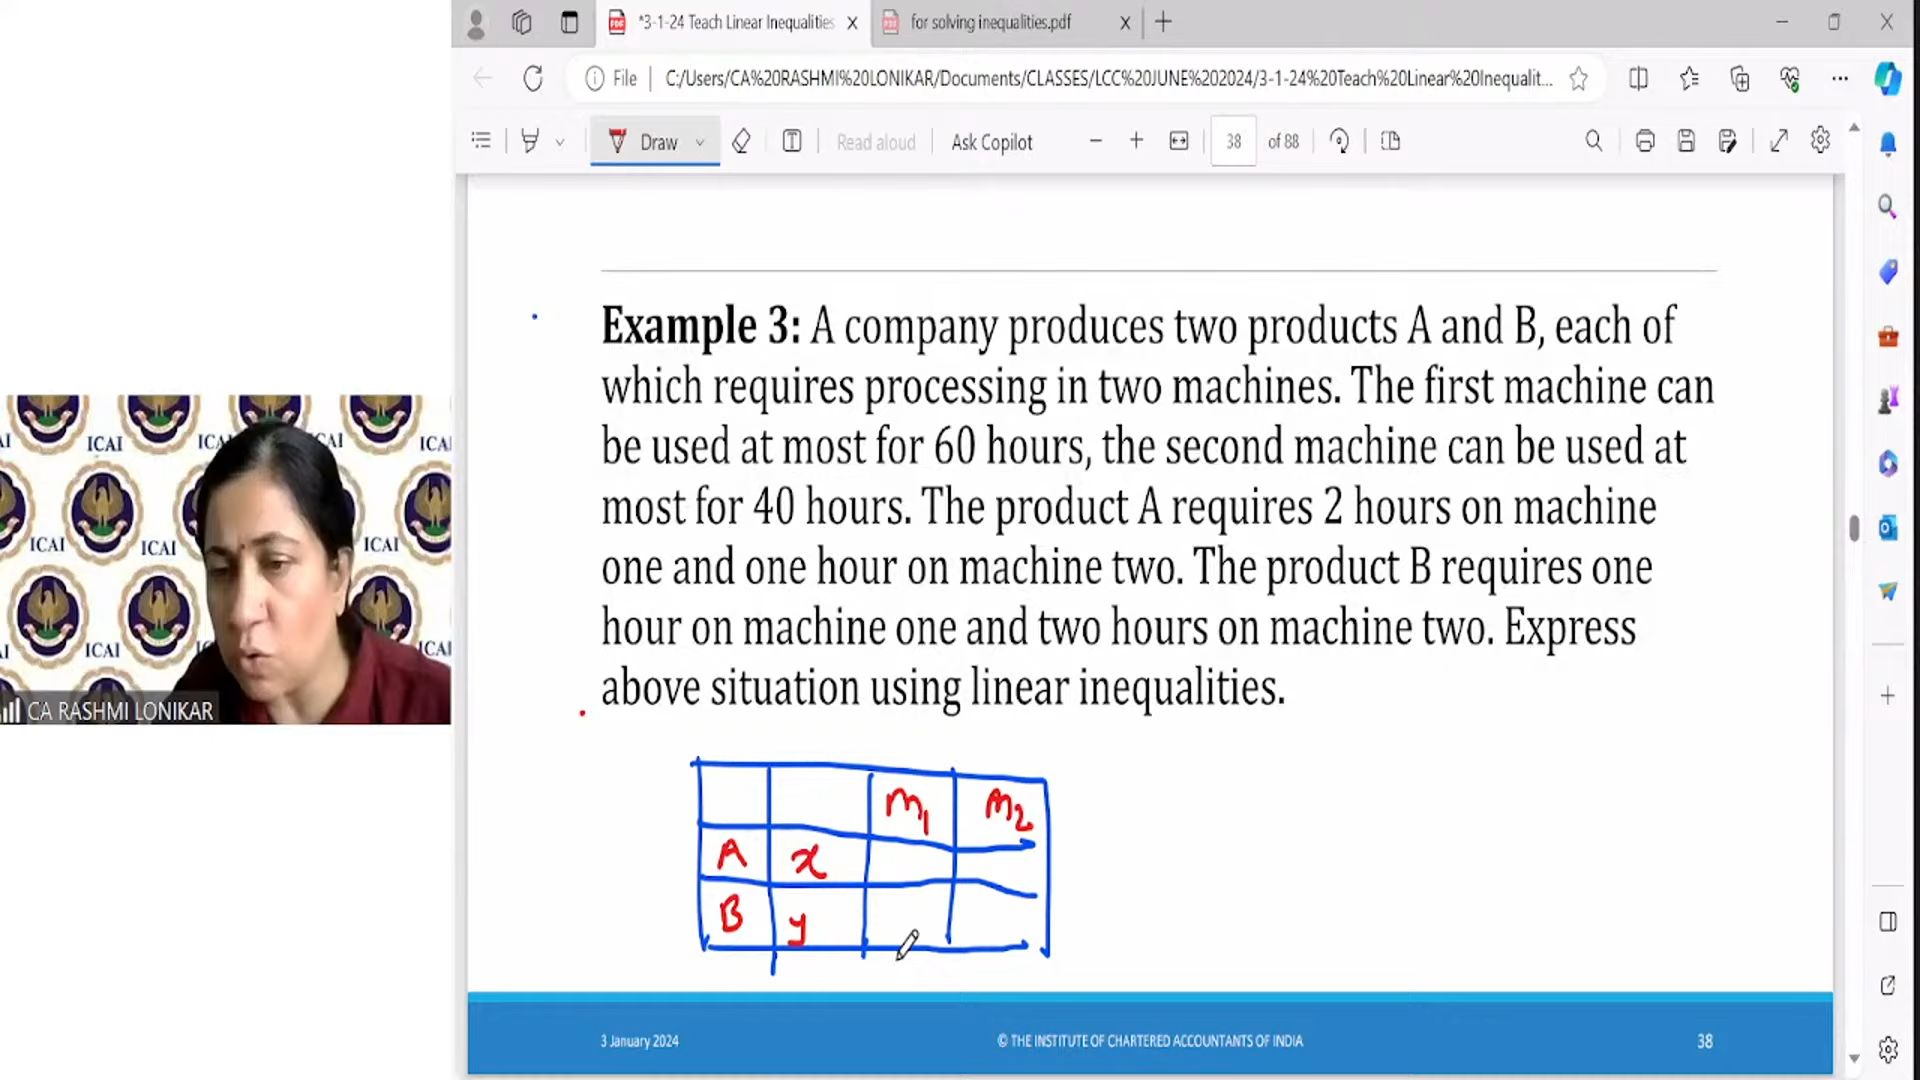 *3-1-24 Teach Linear Inequalities
for solving inequalities.pdf
File
C:/Users/CA%20RASHMI%20LONIKAR/Documents/CLASSES/LCC%20JUNE%202024/3-1-24%20Teach%20Linear%20Inequalit...
Draw
Read aloud
Ask Copilot
38
of 88
Example 3: A company produces two products A and B, each of
which requires processing in two machines. The first machine can
be used at most for 60 hours, the second machine can be used at
most for 40 hours. The product A requires 2 hours on machine
one and one hour on machine two. The product B requires one
hour on machine one and two hours on machine two. Express
above situation using linear inequalities.
M1 M2
A x
B y
3 January 2024
© THE INSTITUTE OF CHARTERED ACCOUNTANTS OF INDIA
38
ICAI
ICAI
ICAI
ICAI
ICAI
ICAI
CA RASHMI LONIKAR